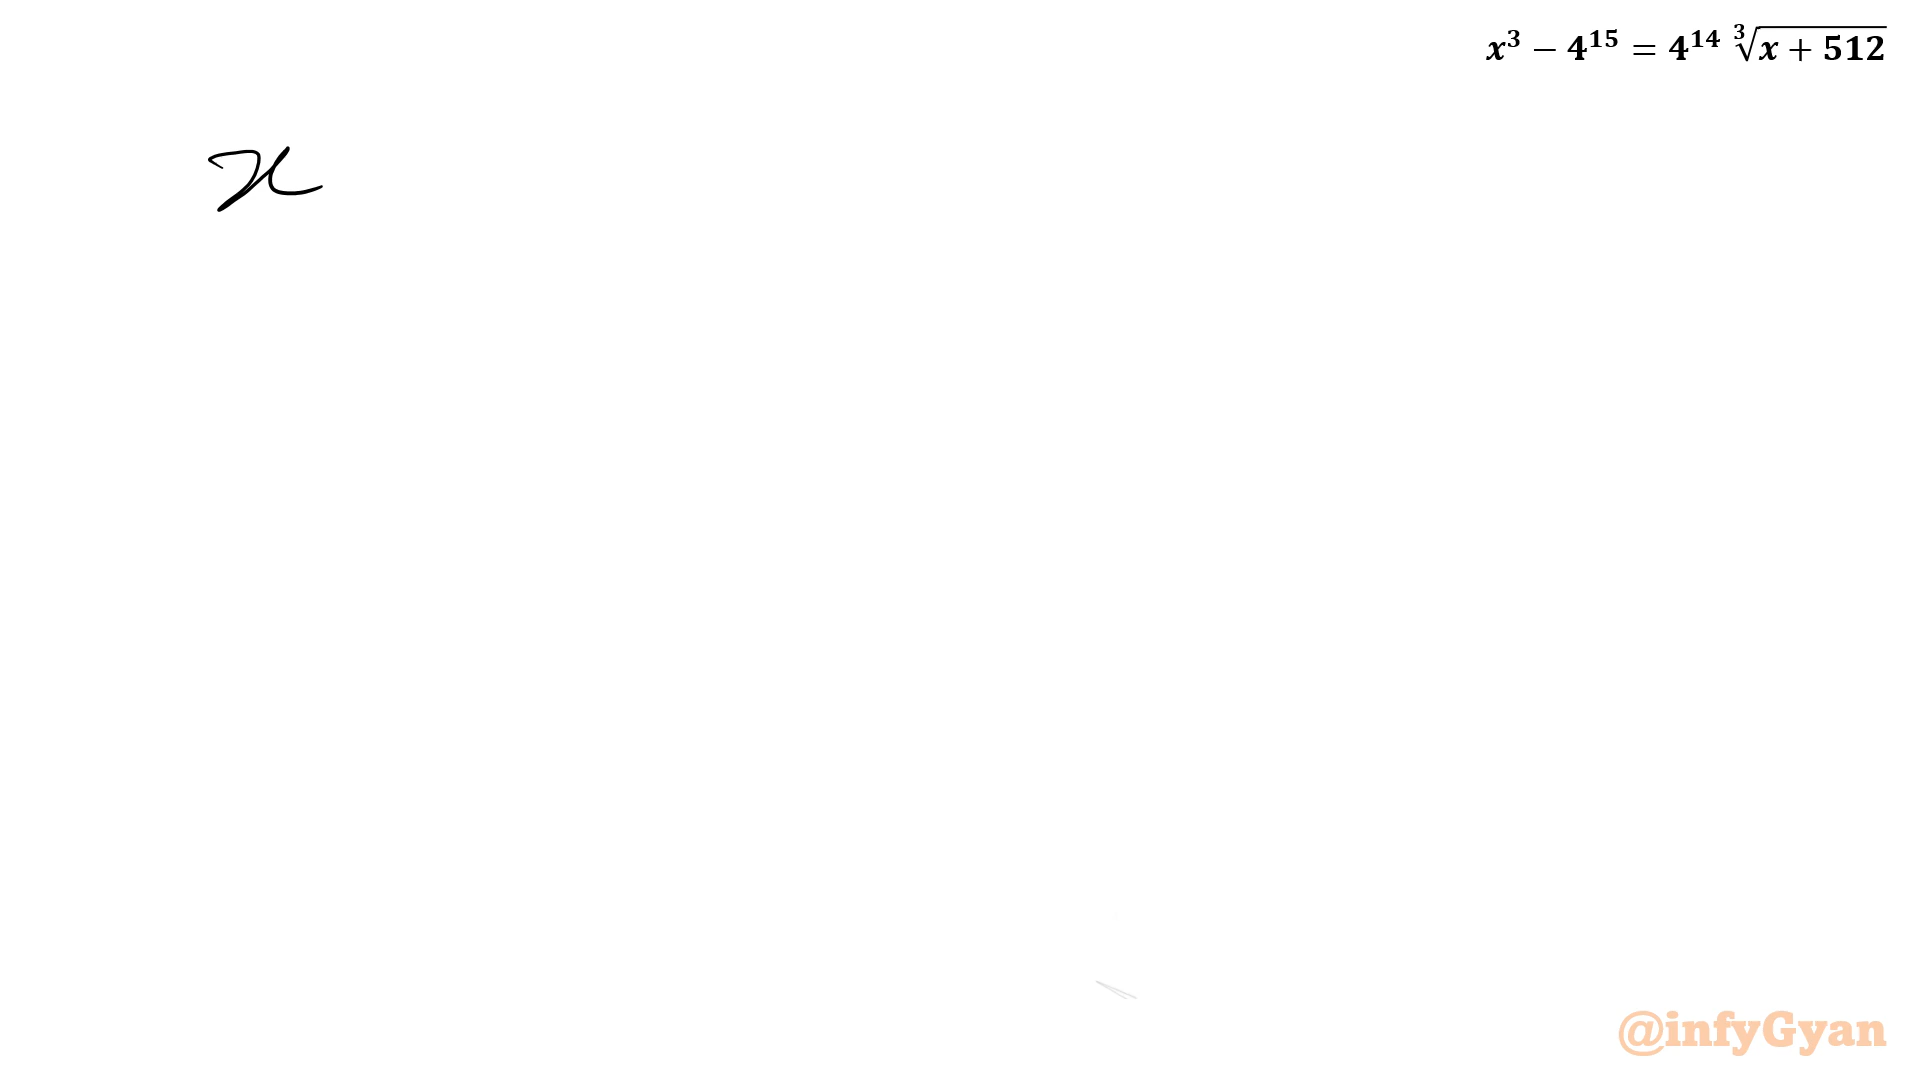 x³ − 4¹⁵ = 4¹⁴ ∛(x + 512)
x
@infyGyan